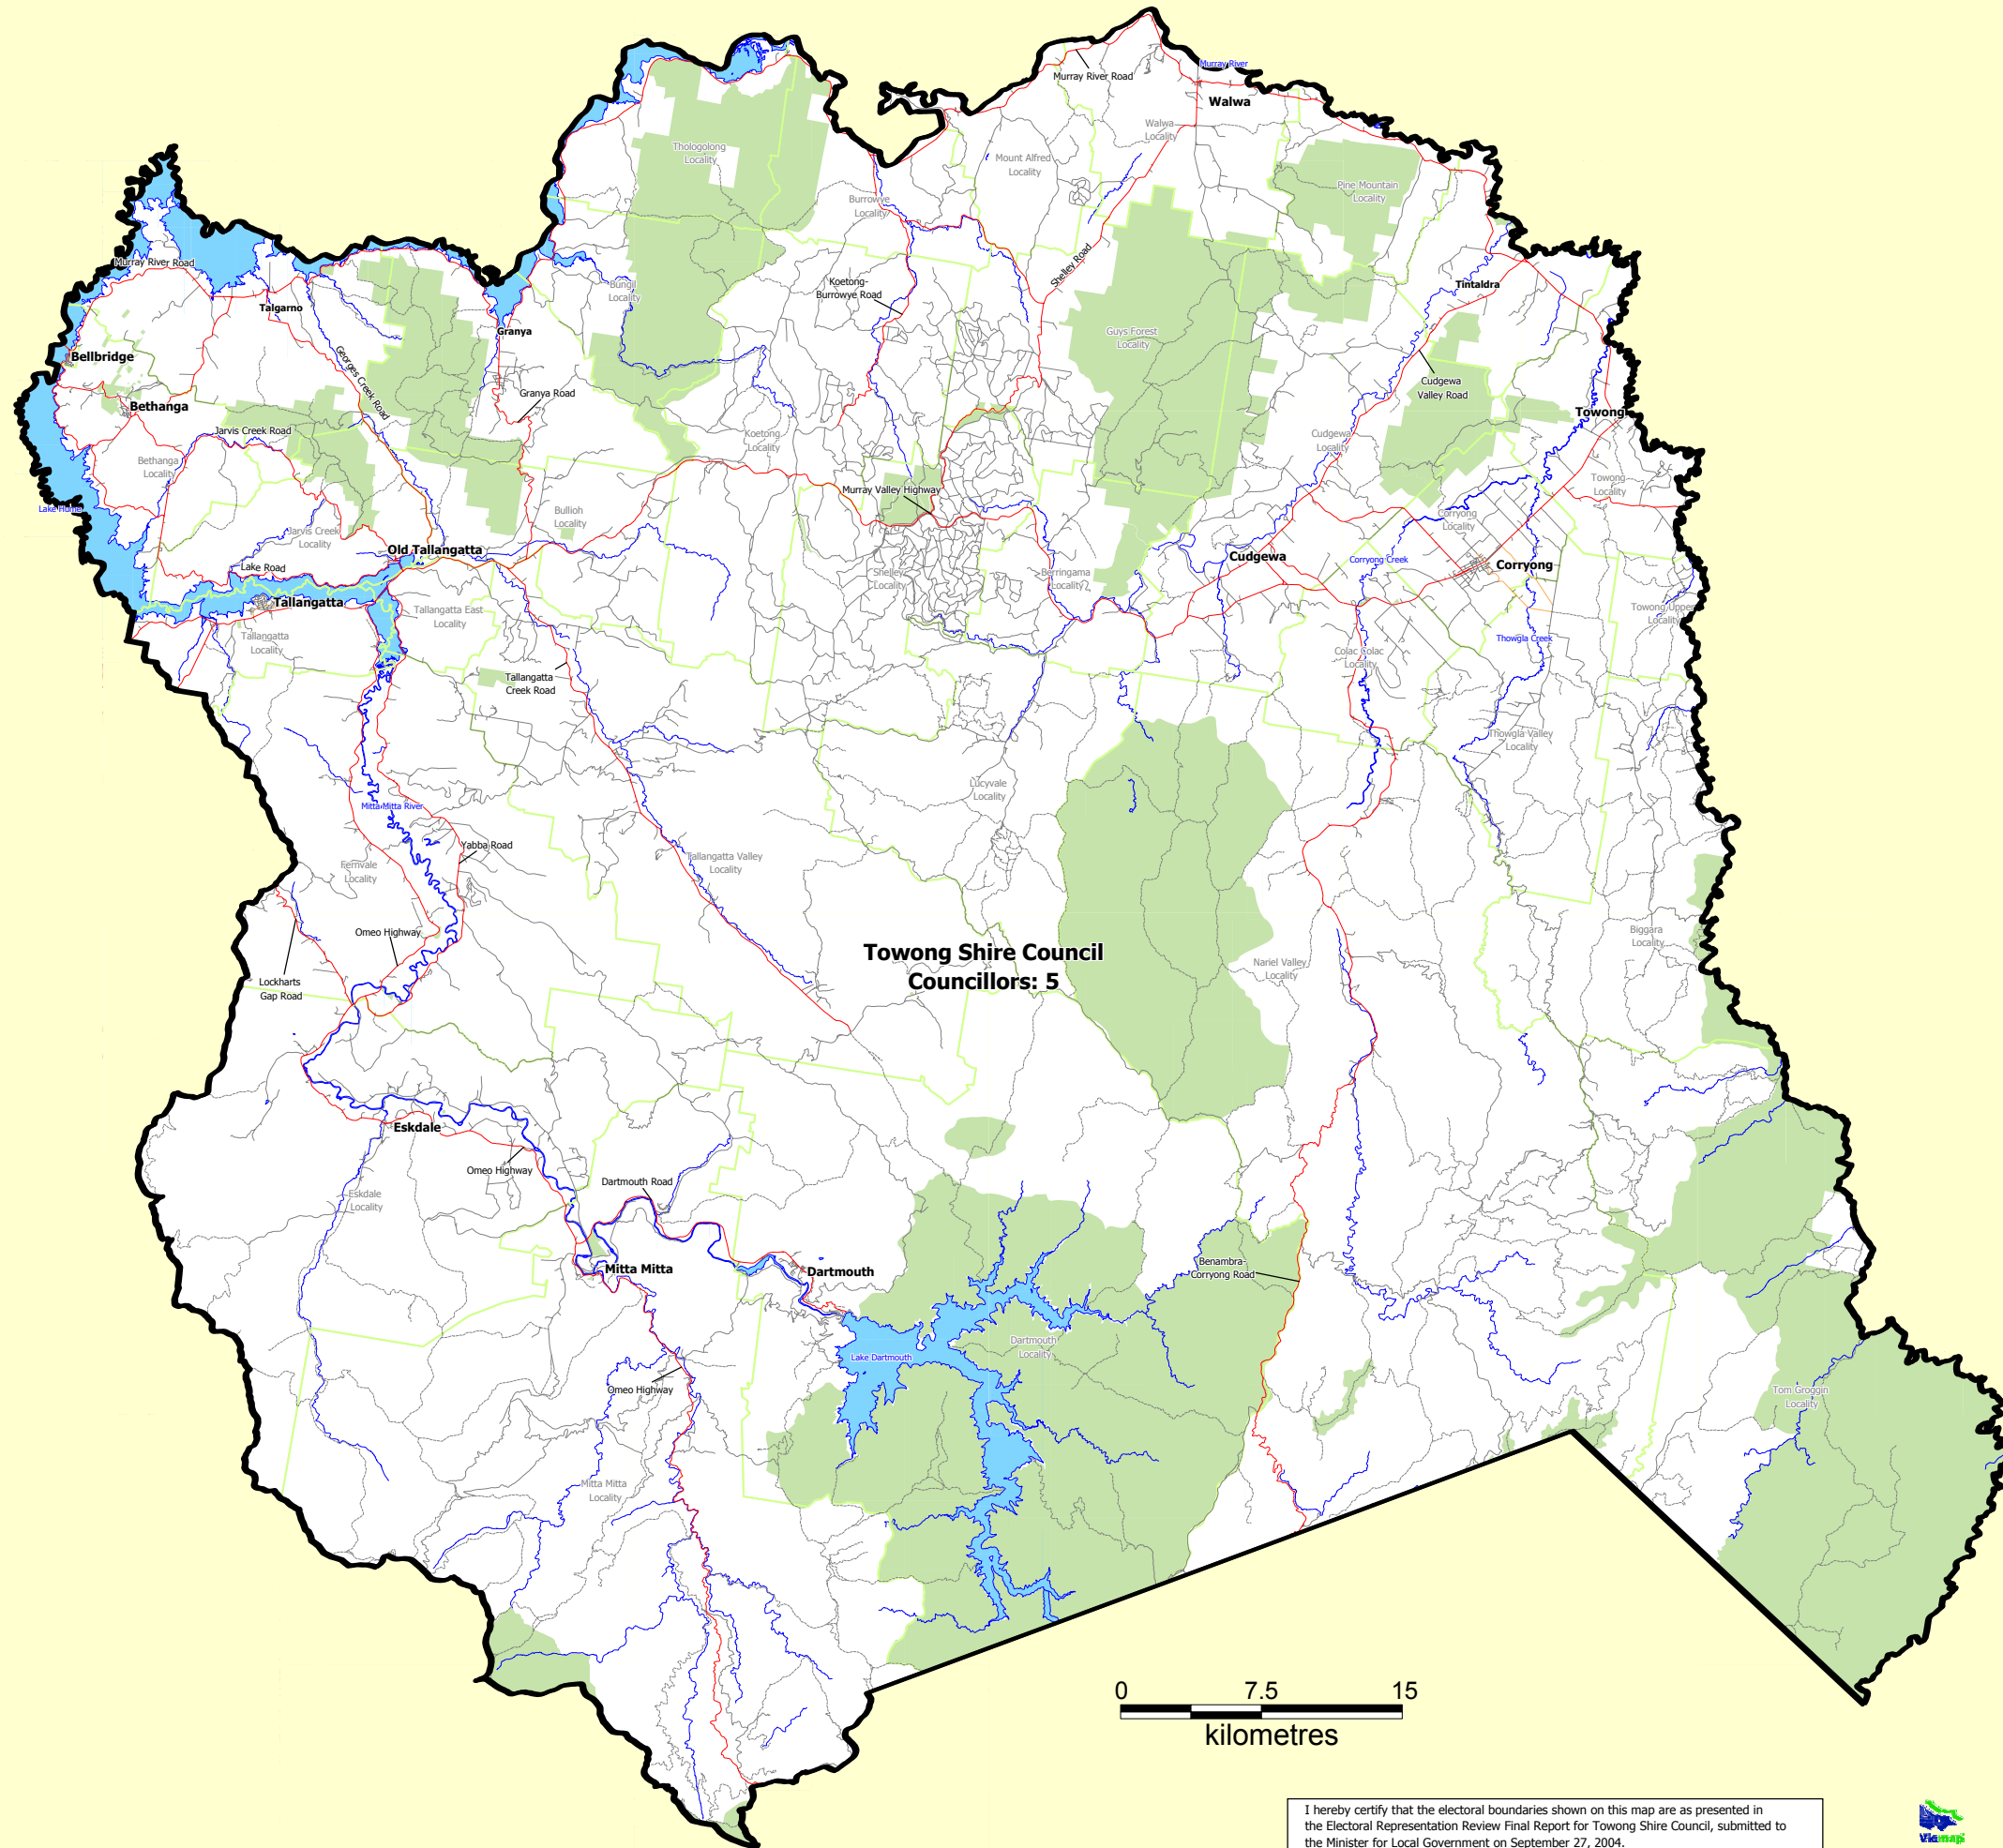 Murray River
Murray River Road
Walwa
Walwa
Locality
Thologolong
Locality
Mount Alfred
Locality
Pine Mountain
Locality
Burrowye
Locality
Murray River Road
Shelley Road
Koetong-
Burrowye Road
Bungil
Locality
Tintaldra
Talgarno
Granya
Guys Forest
Locality
Bellbridge
Georges Creek Road
Cudgewa
Valley Road
Granya Road
Bethanga
Towong
Jarvis Creek Road
Koetong
Locality
Cudgewa
Locality
Bethanga
Locality
Towong
Locality
Murray Valley Highway
Lake Hume
Bullioh
Locality
Corryong
Locality
Jarvis Creek
Locality
Old Tallangatta
Cudgewa
Corryong Creek
Corryong
Lake Road
Shelley
Locality
Berringama
Locality
Tallangatta
Tallangatta East
Locality
Towong Upper
Locality
Tallangatta
Locality
Thowgla Creek
Colac Colac
Locality
Tallangatta
Creek Road
Thowgla Valley
Locality
Lucyvale
Locality
Mitta Mitta River
Yabba Road
Tallangatta Valley
Locality
Fernvale
Locality
Omeo Highway
Biggara
Locality
Towong Shire Council
Councillors: 5
Nariel Valley
Locality
Lockharts
Gap Road
Eskdale
Omeo Highway
Dartmouth Road
Eskdale
Locality
Mitta Mitta
Dartmouth
Benambra-
Corryong Road
Lake Dartmouth
Dartmouth
Locality
Omeo Highway
Tom Groggin
Locality
Mitta Mitta
Locality
0 7.5 15
kilometres
I hereby certify that the electoral boundaries shown on this map are as presented in
the Electoral Representation Review Final Report for Towong Shire Council, submitted to
the Minister for Local Government on September 27, 2004.
Vicmap